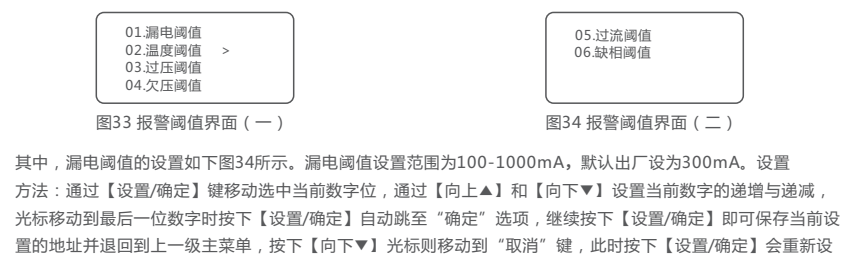 01.漏电阈值
02.温度阈值 >
03.过压阈值
04.欠压阈值
05.过流阈值
06.缺相阈值
图33 报警阈值界面（一）
图34 报警阈值界面（二）
其中，漏电阈值的设置如下图34所示。漏电阈值设置范围为100-1000mA，默认出厂设为300mA。设置
方法：通过【设置/确定】键移动选中当前数字位，通过【向上▲】和【向下▼】设置当前数字的递增与递减，
光标移动到最后一位数字时按下【设置/确定】自动跳至“确定”选项，继续按下【设置/确定】即可保存当前设
置的地址并退回到上一级主菜单，按下【向下▼】光标则移动到“取消”键，此时按下【设置/确定】会重新设